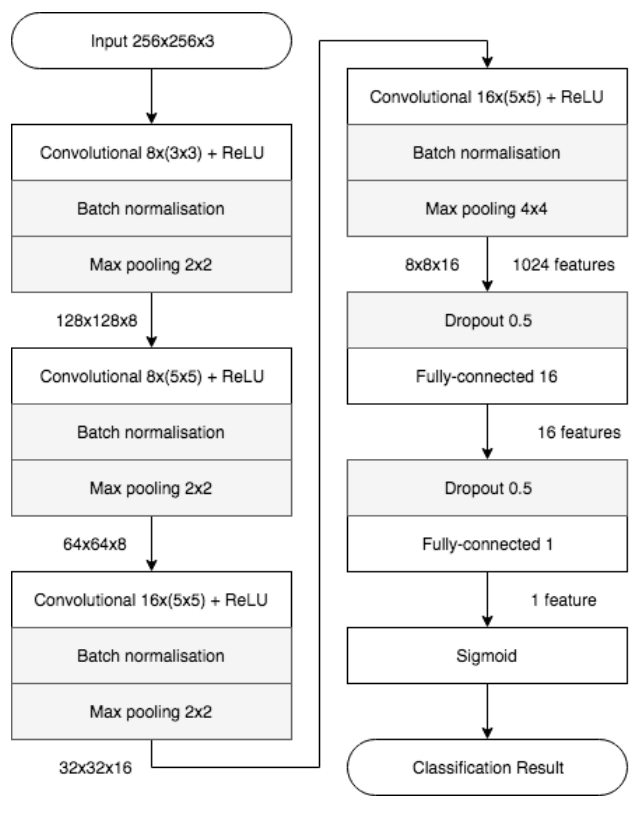 Input 256x256x3
Convolutional 8x(3x3) + ReLU
Batch normalisation
Max pooling 2x2
128x128x8
Convolutional 8x(5x5) + ReLU
Batch normalisation
Max pooling 2x2
64x64x8
Convolutional 16x(5x5) + ReLU
Batch normalisation
Max pooling 2x2
32x32x16
Convolutional 16x(5x5) + ReLU
Batch normalisation
Max pooling 4x4
8x8x16 1024 features
Dropout 0.5
Fully-connected 16
16 features
Dropout 0.5
Fully-connected 1
1 feature
Sigmoid
Classification Result